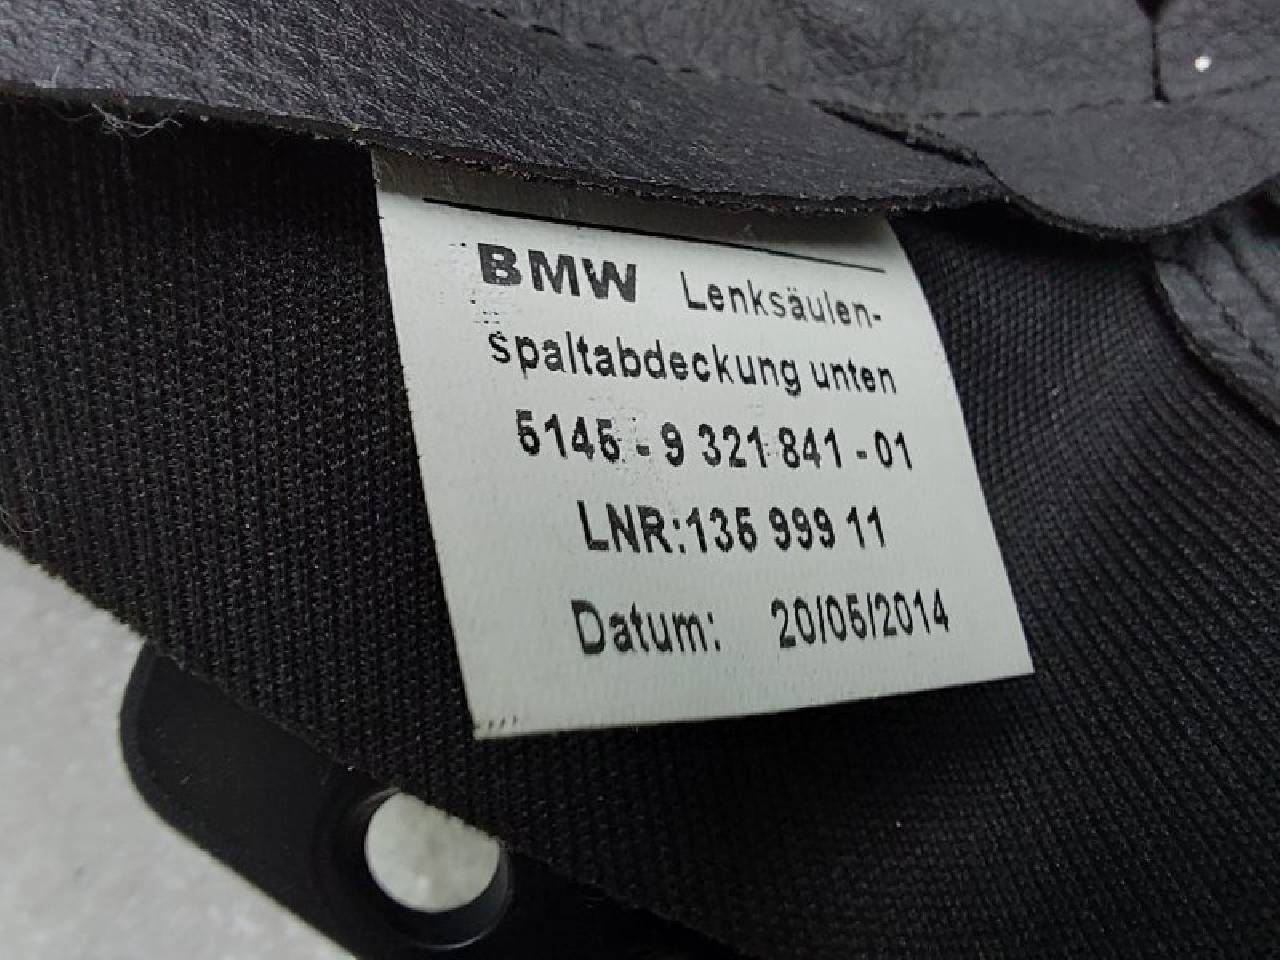 BMW Lenksäulen-
spaltabdeckung unten
5145 - 9 321 841 - 01
LNR:135 999 11
Datum: 20/05/2014